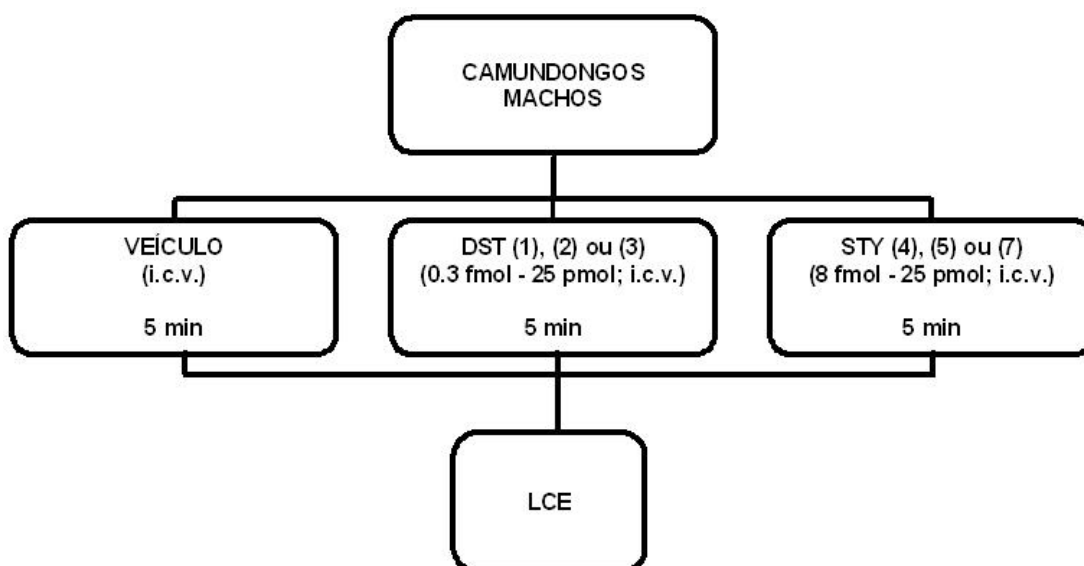 CAMUNDONGOS
MACHOS
VEÍCULO
(i.c.v.)
5 min
DST (1), (2) ou (3)
(0.3 fmol - 25 pmol; i.c.v.)
5 min
STY (4), (5) ou (7)
(8 fmol - 25 pmol; i.c.v.)
5 min
LCE